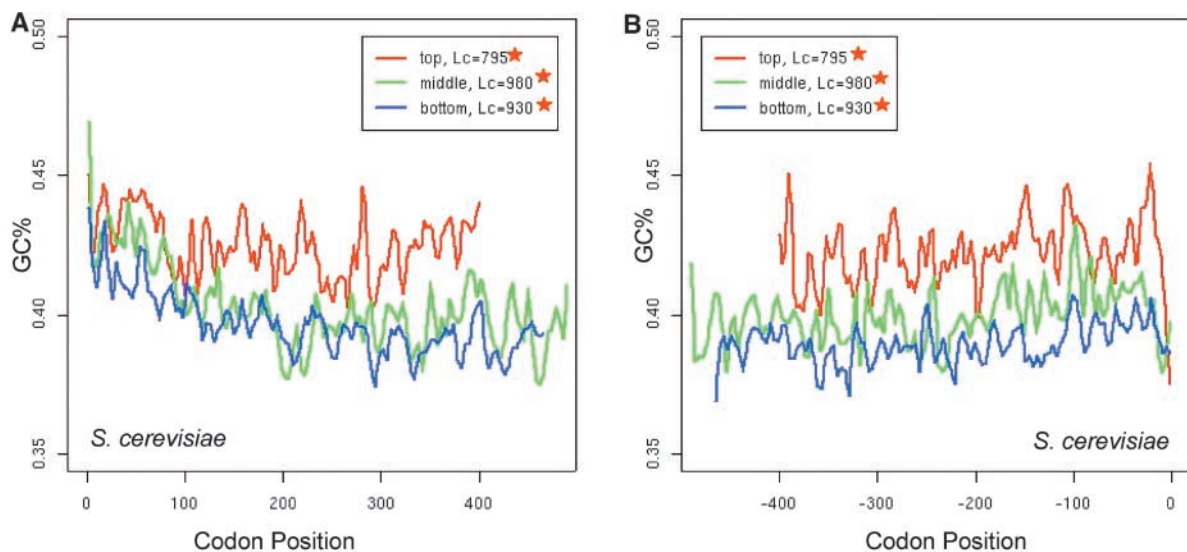 A
0.50
0.45
0.40
0.35
GC%
top, Lc=795
middle, Lc=980
bottom, Lc=930
S. cerevisiae
0 100 200 300 400
Codon Position
B
0.50
0.45
0.40
0.35
GC%
top, Lc=795
middle, Lc=980
bottom, Lc=930
S. cerevisiae
-400 -300 -200 -100 0
Codon Position